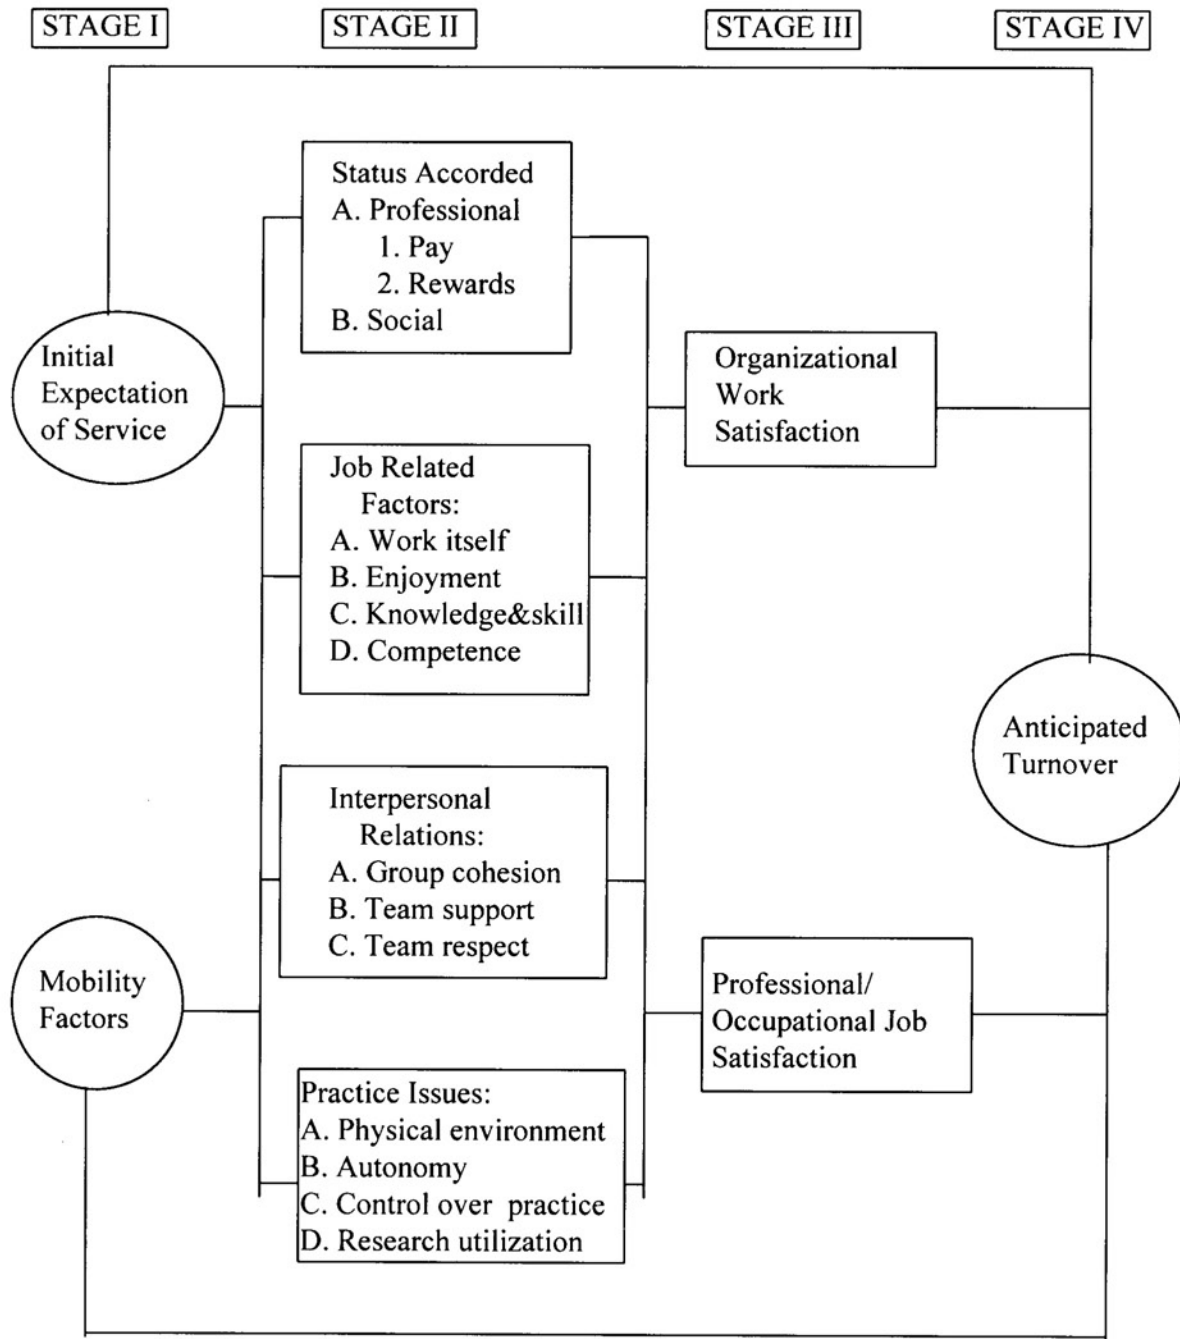 STAGE I
STAGE II
STAGE III
STAGE IV
Initial
Expectation
of Service
Mobility
Factors
Status Accorded
A. Professional
1. Pay
2. Rewards
B. Social
Job Related
Factors:
A. Work itself
B. Enjoyment
C. Knowledge&skill
D. Competence
Interpersonal
Relations:
A. Group cohesion
B. Team support
C. Team respect
Practice Issues:
A. Physical environment
B. Autonomy
C. Control over practice
D. Research utilization
Organizational
Work
Satisfaction
Professional/
Occupational Job
Satisfaction
Anticipated
Turnover